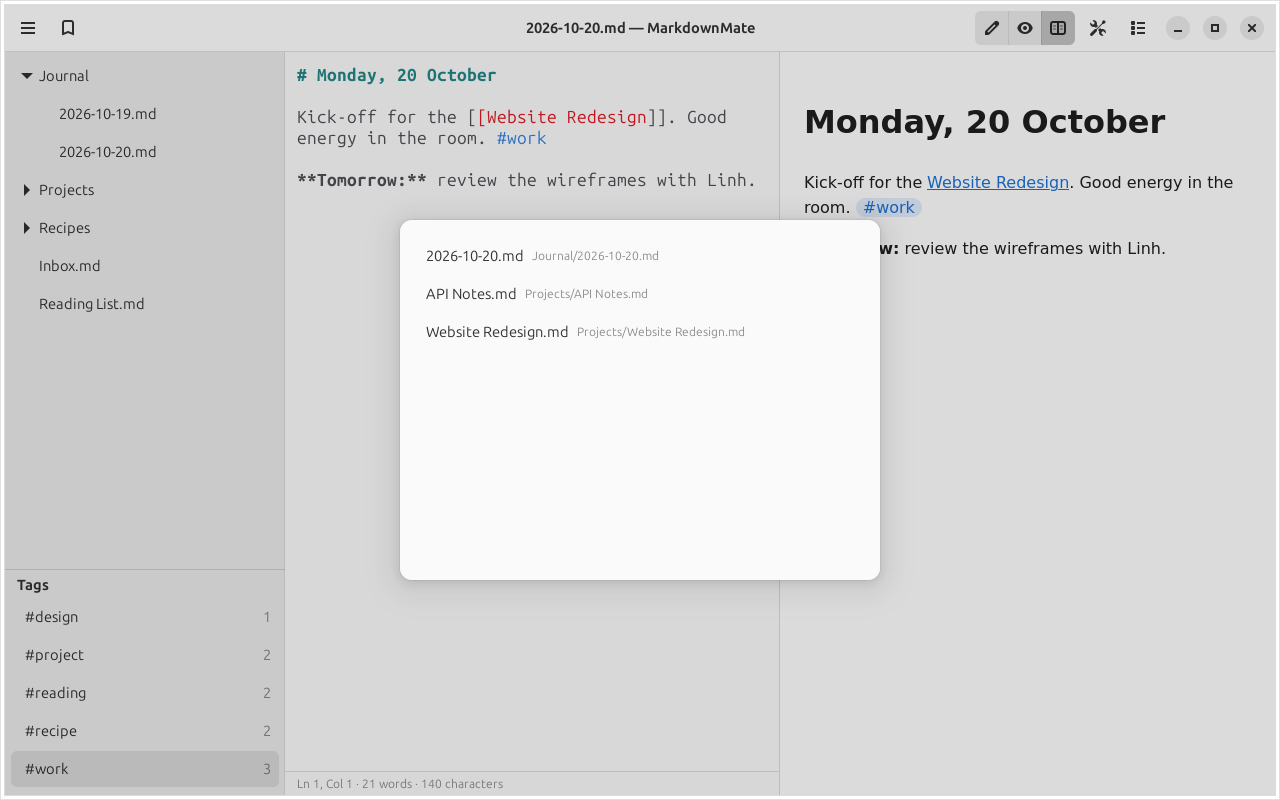 2026-10-20.md — MarkdownMate
Journal
2026-10-19.md
2026-10-20.md
Projects
Recipes
Inbox.md
Reading List.md
Tags
#design 1
#project 2
#reading 2
#recipe 2
#work 3
# Monday, 20 October
Kick-off for the [[Website Redesign]]. Good
energy in the room. #work
**Tomorrow:** review the wireframes with Linh.
Ln 1, Col 1 · 21 words · 140 characters
2026-10-20.md Journal/2026-10-20.md
API Notes.md Projects/API Notes.md
Website Redesign.md Projects/Website Redesign.md
Monday, 20 October
Kick-off for the Website Redesign. Good energy in the
room. #work
w: review the wireframes with Linh.